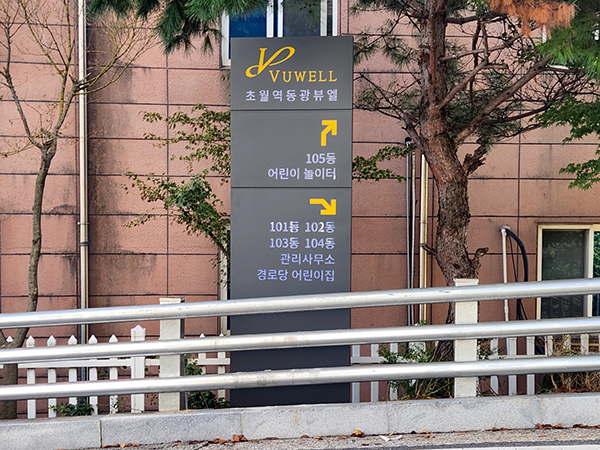 VUWELL
초월역동광뷰엘
105동
어린이 놀이터
101동 102동
103동 104동
관리사무소
경로당 어린이집